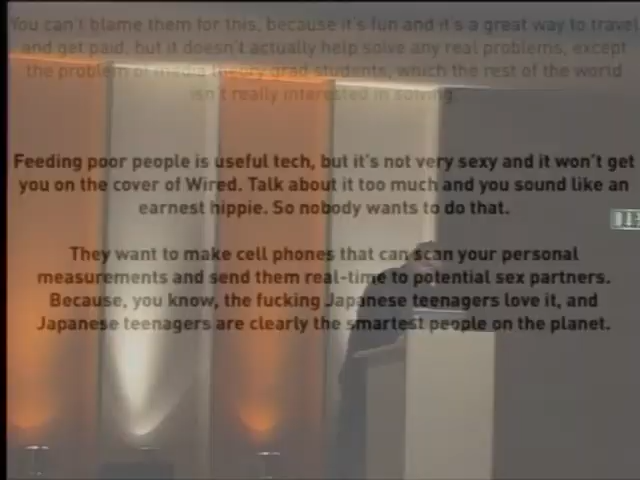 You can't blame them for this, because it's fun and it's a great way to travel
and get paid, but it doesn't actually help solve any real problems, except
the problem of media theory grad students, which the rest of the world
isn't really interested in solving.
Feeding poor people is useful tech, but it's not very sexy and it won't get
you on the cover of Wired. Talk about it too much and you sound like an
earnest hippie. So nobody wants to do that.
They want to make cell phones that can scan your personal
measurements and send them real-time to potential sex partners.
Because, you know, the fucking Japanese teenagers love it, and
Japanese teenagers are clearly the smartest people on the planet.